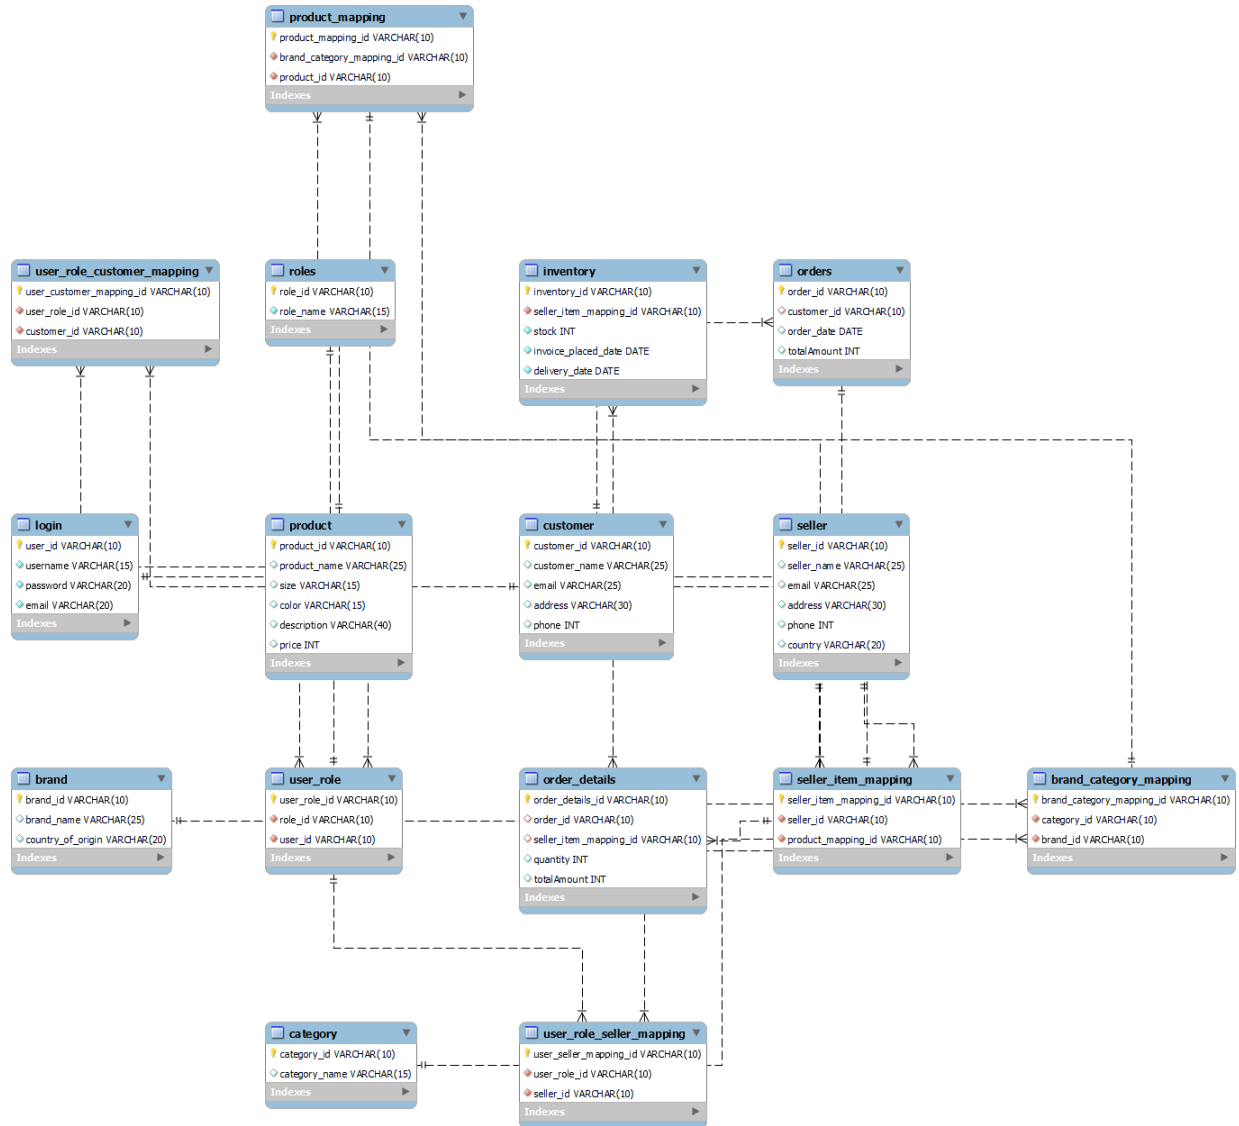 product_mapping
product_mapping_id VARCHAR(10)
brand_category_mapping_id VARCHAR(10)
product_id VARCHAR(10)
Indexes
user_role_customer_mapping
user_customer_mapping_id VARCHAR(10)
user_role_id VARCHAR(10)
customer_id VARCHAR(10)
Indexes
roles
role_id VARCHAR(10)
role_name VARCHAR(15)
Indexes
inventory
inventory_id VARCHAR(10)
seller_item_mapping_id VARCHAR(10)
stock INT
invoice_placed_date DATE
delivery_date DATE
Indexes
orders
order_id VARCHAR(10)
customer_id VARCHAR(10)
order_date DATE
totalAmount INT
Indexes
login
user_id VARCHAR(10)
username VARCHAR(15)
password VARCHAR(20)
email VARCHAR(20)
Indexes
product
product_id VARCHAR(10)
product_name VARCHAR(25)
size VARCHAR(15)
color VARCHAR(15)
description VARCHAR(40)
price INT
Indexes
customer
customer_id VARCHAR(10)
customer_name VARCHAR(25)
email VARCHAR(25)
address VARCHAR(30)
phone INT
Indexes
seller
seller_id VARCHAR(10)
seller_name VARCHAR(25)
email VARCHAR(25)
address VARCHAR(30)
phone INT
country VARCHAR(20)
Indexes
brand
brand_id VARCHAR(10)
brand_name VARCHAR(25)
country_of_origin VARCHAR(20)
Indexes
user_role
user_role_id VARCHAR(10)
role_id VARCHAR(10)
user_id VARCHAR(10)
Indexes
order_details
order_details_id VARCHAR(10)
order_id VARCHAR(10)
seller_item_mapping_id VARCHAR(10)
quantity INT
totalAmount INT
Indexes
seller_item_mapping
seller_item_mapping_id VARCHAR(10)
seller_id VARCHAR(10)
product_mapping_id VARCHAR(10)
Indexes
brand_category_mapping
brand_category_mapping_id VARCHAR(10)
category_id VARCHAR(10)
brand_id VARCHAR(10)
Indexes
category
category_id VARCHAR(10)
category_name VARCHAR(15)
Indexes
user_role_seller_mapping
user_seller_mapping_id VARCHAR(10)
user_role_id VARCHAR(10)
seller_id VARCHAR(10)
Indexes